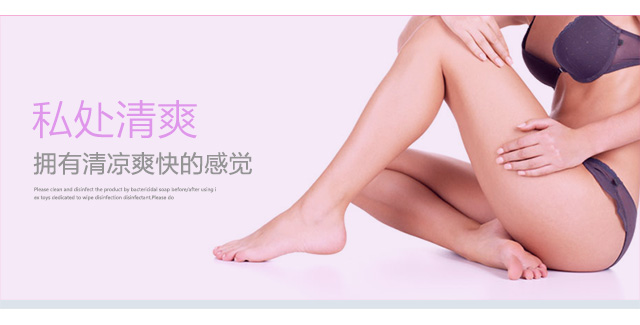 私处清爽
拥有清凉爽快的感觉
Please clean and disinfect the product by bactericidal soap before/after using i
ex toys dedicated to wipe disinfection disinfectant,Please do